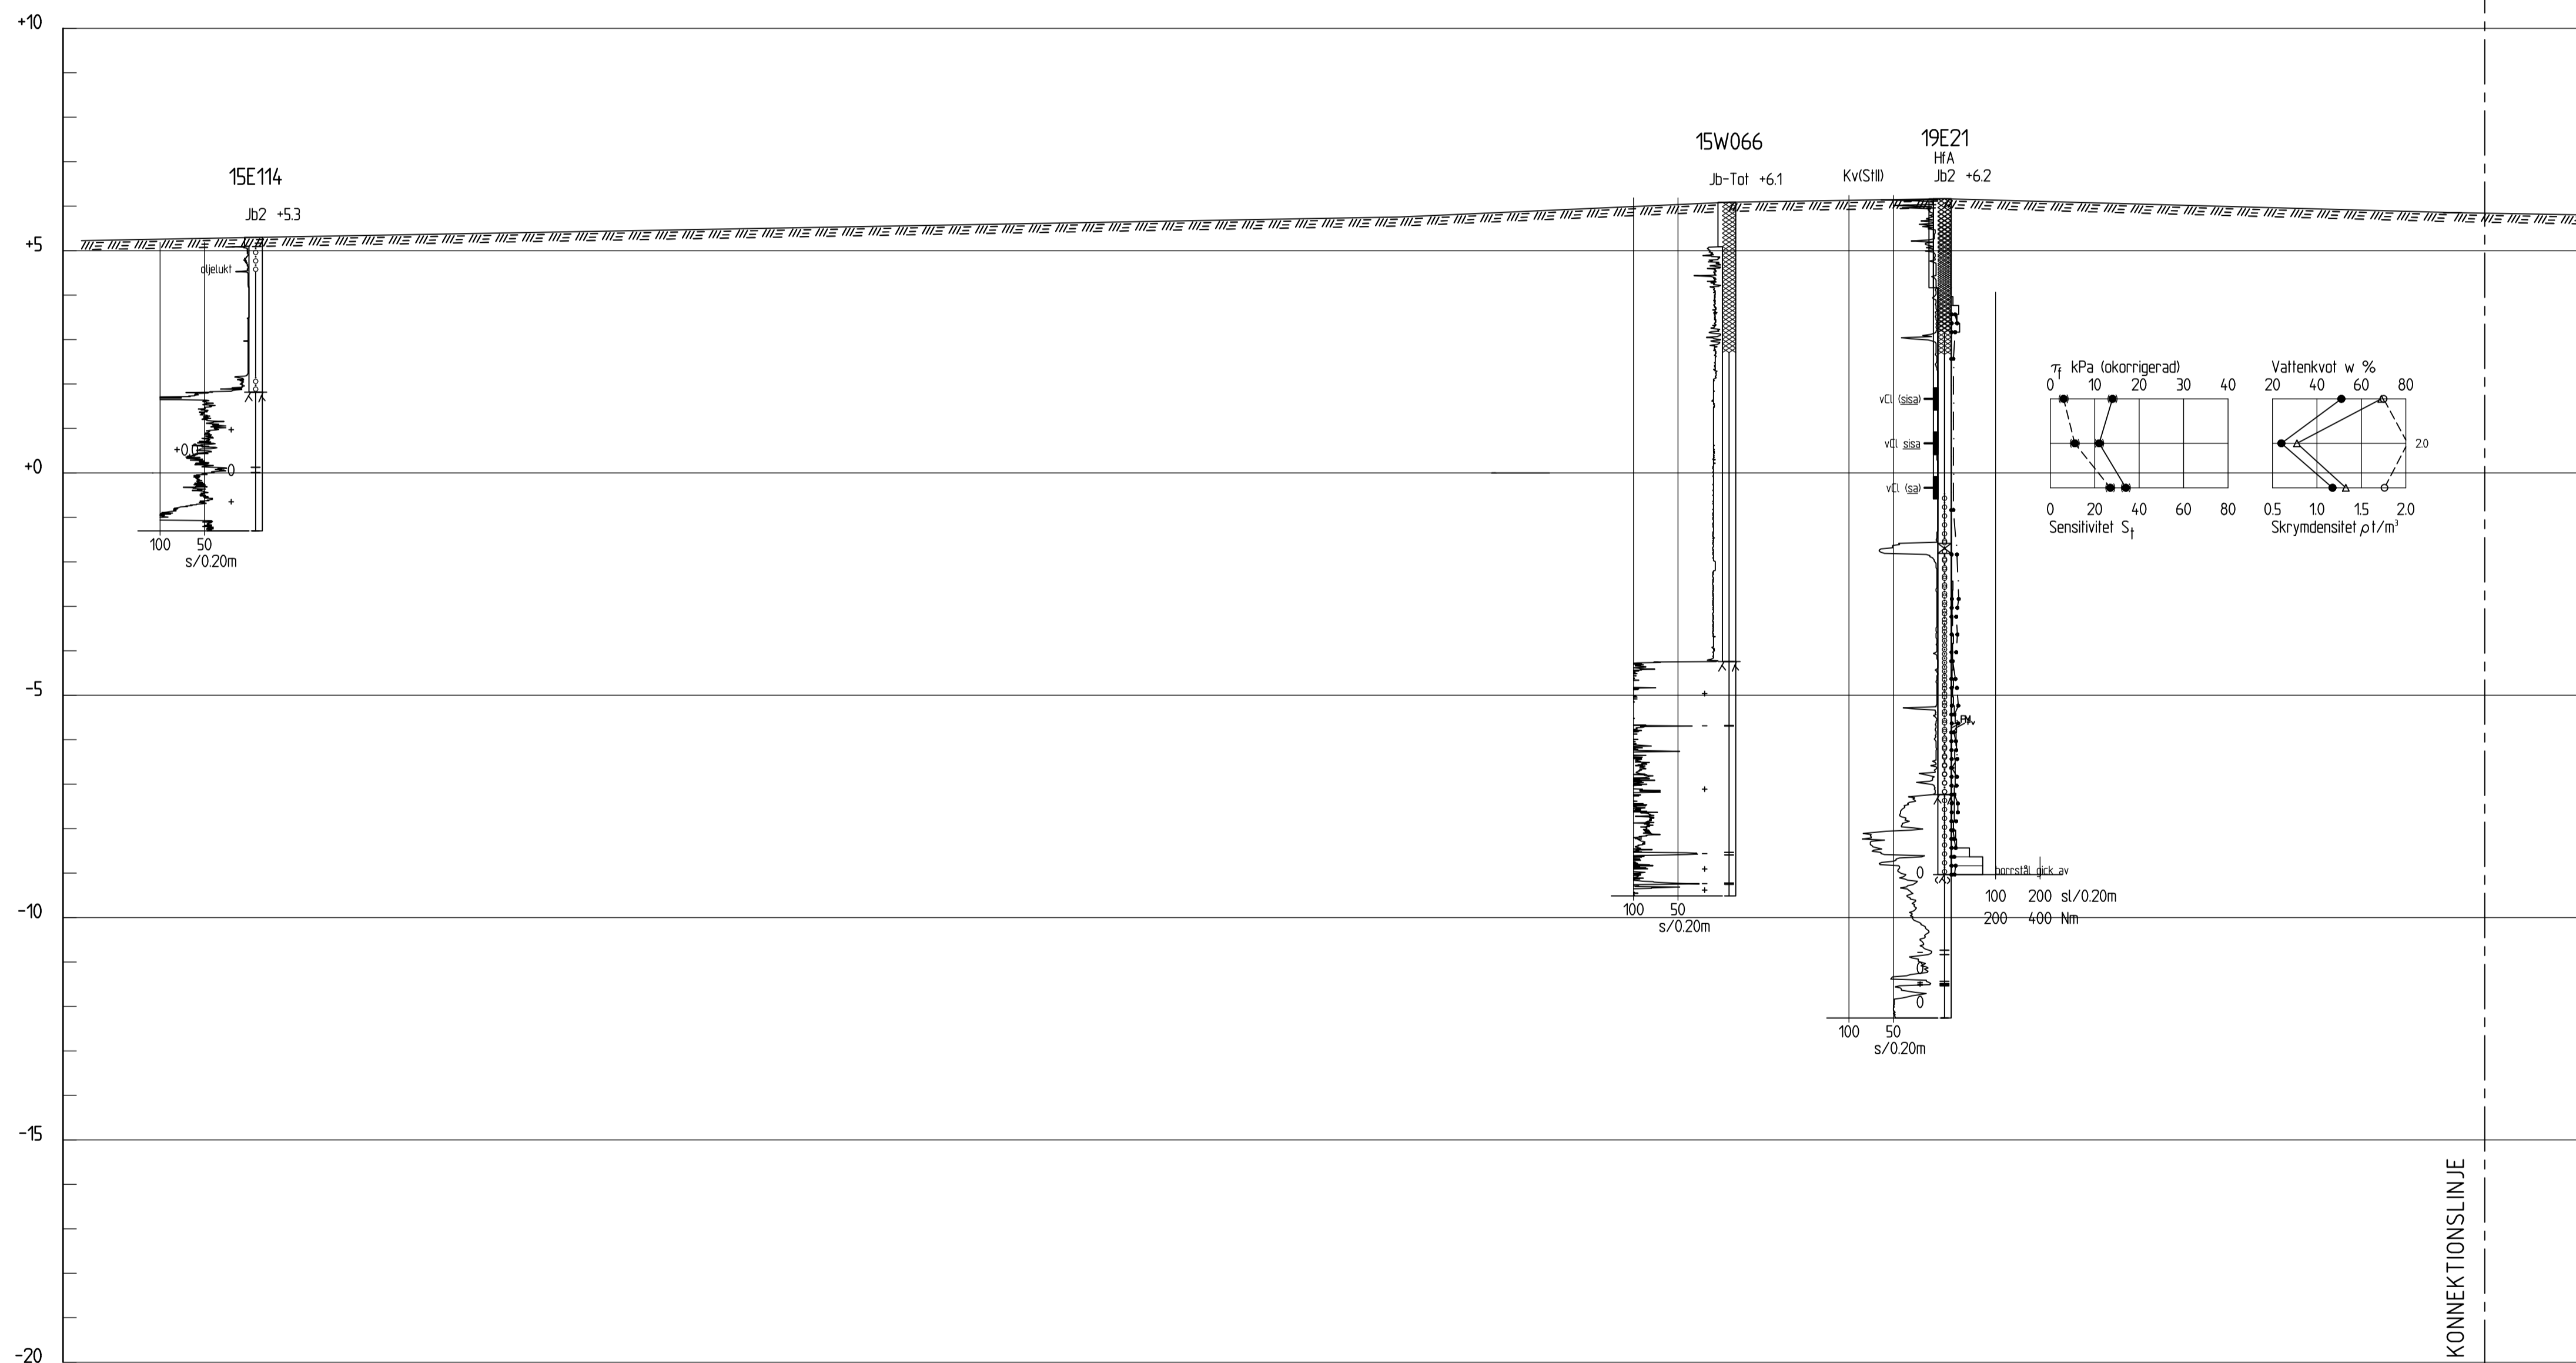 +10
+5
+0
-5
-10
-15
-20
15E114
Jb2 +5.3
oljelukt
+
+0.0
0
+
100 50
s/0.20m
15W066
Jb-Tot +6.1
+
-
+
-
+
-
+
100 50
s/0.20m
19E21
HfA
Kv(StII) Jb2 +6.2
vCl (sisa)
vCl sisa
vCl (sa)
0
borrstål gick av
100 200 sl/0.20m
200 400 Nm
-
0
+
0
100 50
s/0.20m
τf kPa (okorrigerad)
0 10 20 30 40
0 20 40 60 80
Sensitivitet St
Vattenkvot w %
20 40 60 80
2.0
0.5 1.0 1.5 2.0
Skrymdensitet ρ t/m³
KONNEKTIONSLINJE